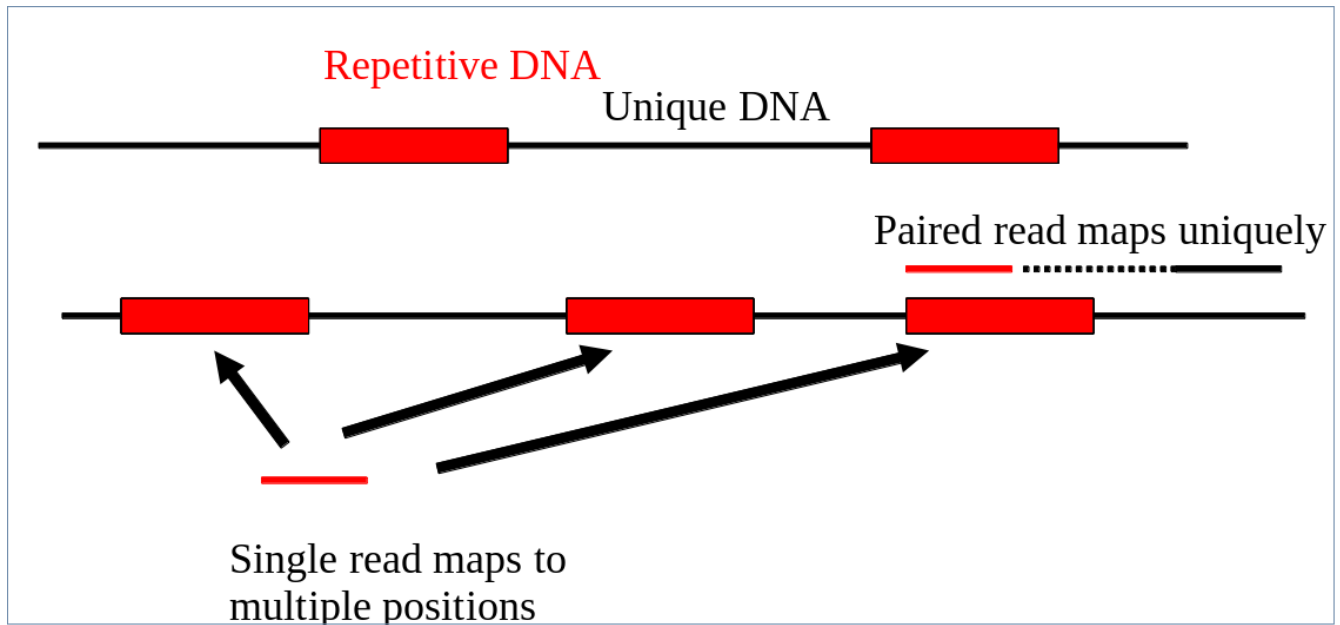 Repetitive DNA
Unique DNA
Paired read maps uniquely
Single read maps to
multiple positions